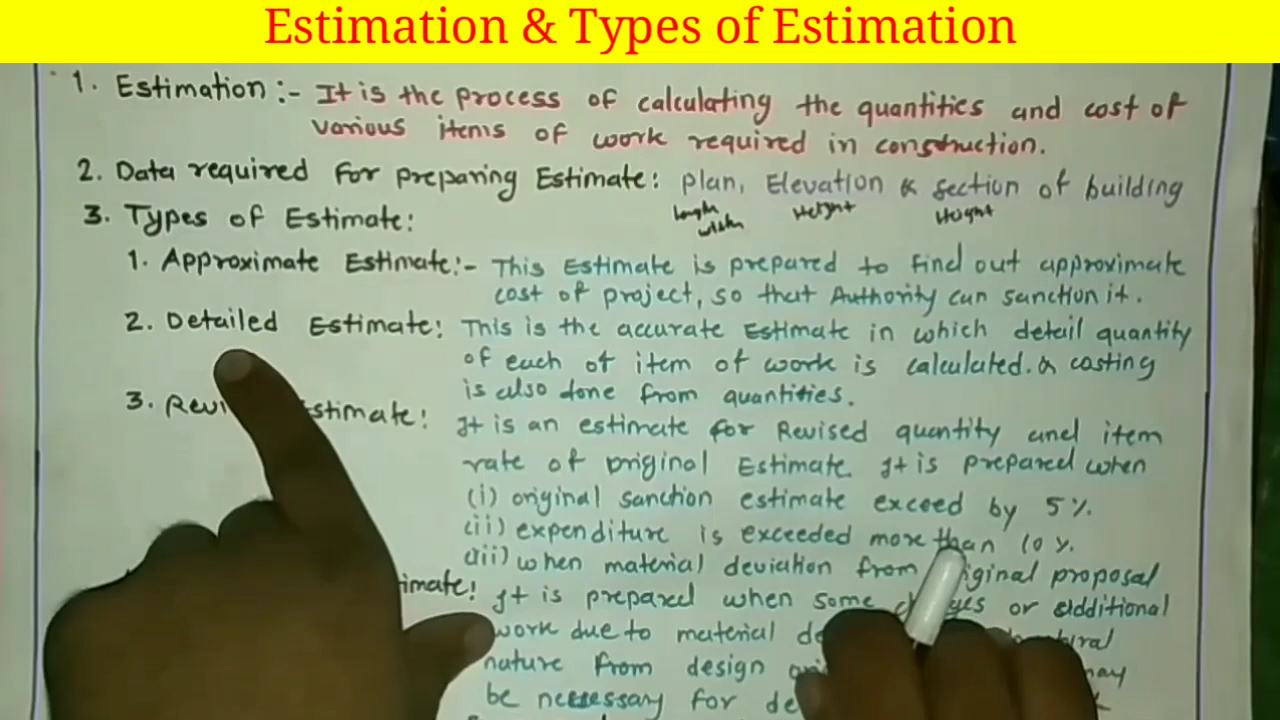 Estimation & Types of Estimation
1. Estimation :- It is the process of calculating the quantities and cost of
various items of work required in construction.
2. Data required for preparing Estimate: plan, Elevation & section of building
length Height Height
width
3. Types of Estimate:
1. Approximate Estimate:- This Estimate is prepared to find out approximate
cost of project, so that Authority can sanction it.
2. Detailed Estimate: This is the accurate Estimate in which detail quantity
of each of item of work is calculated. & costing
is also done from quantities.
3. Estimate: It is an estimate for Revised quantity and item
rate of original Estimate. It is prepared when
(i) original sanction estimate exceed by 5%.
(ii) expenditure is exceeded more than 10%.
(iii) when material deviation from original proposal
It is prepared when some or additional
work due to material
nature from design may
be necessary for